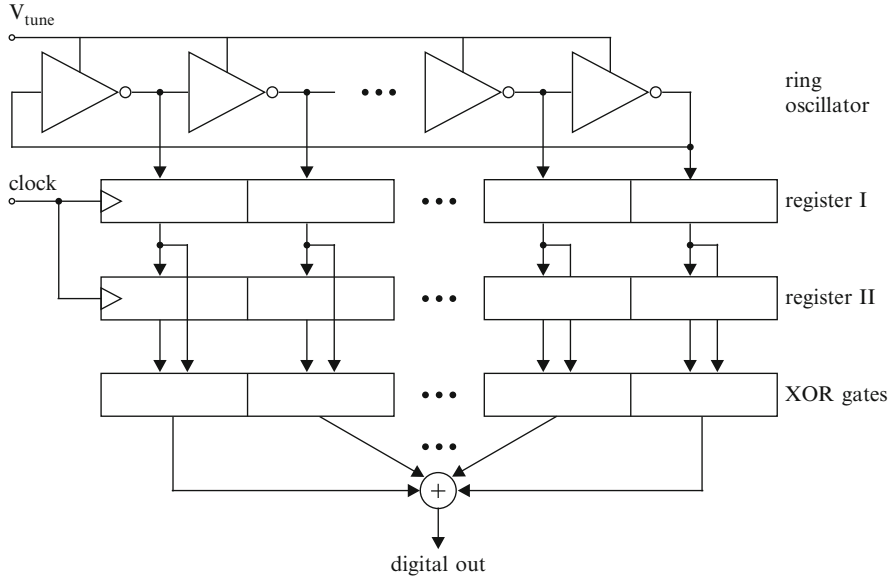 V_tune
ring
oscillator
clock
register I
register II
XOR gates
+
digital out